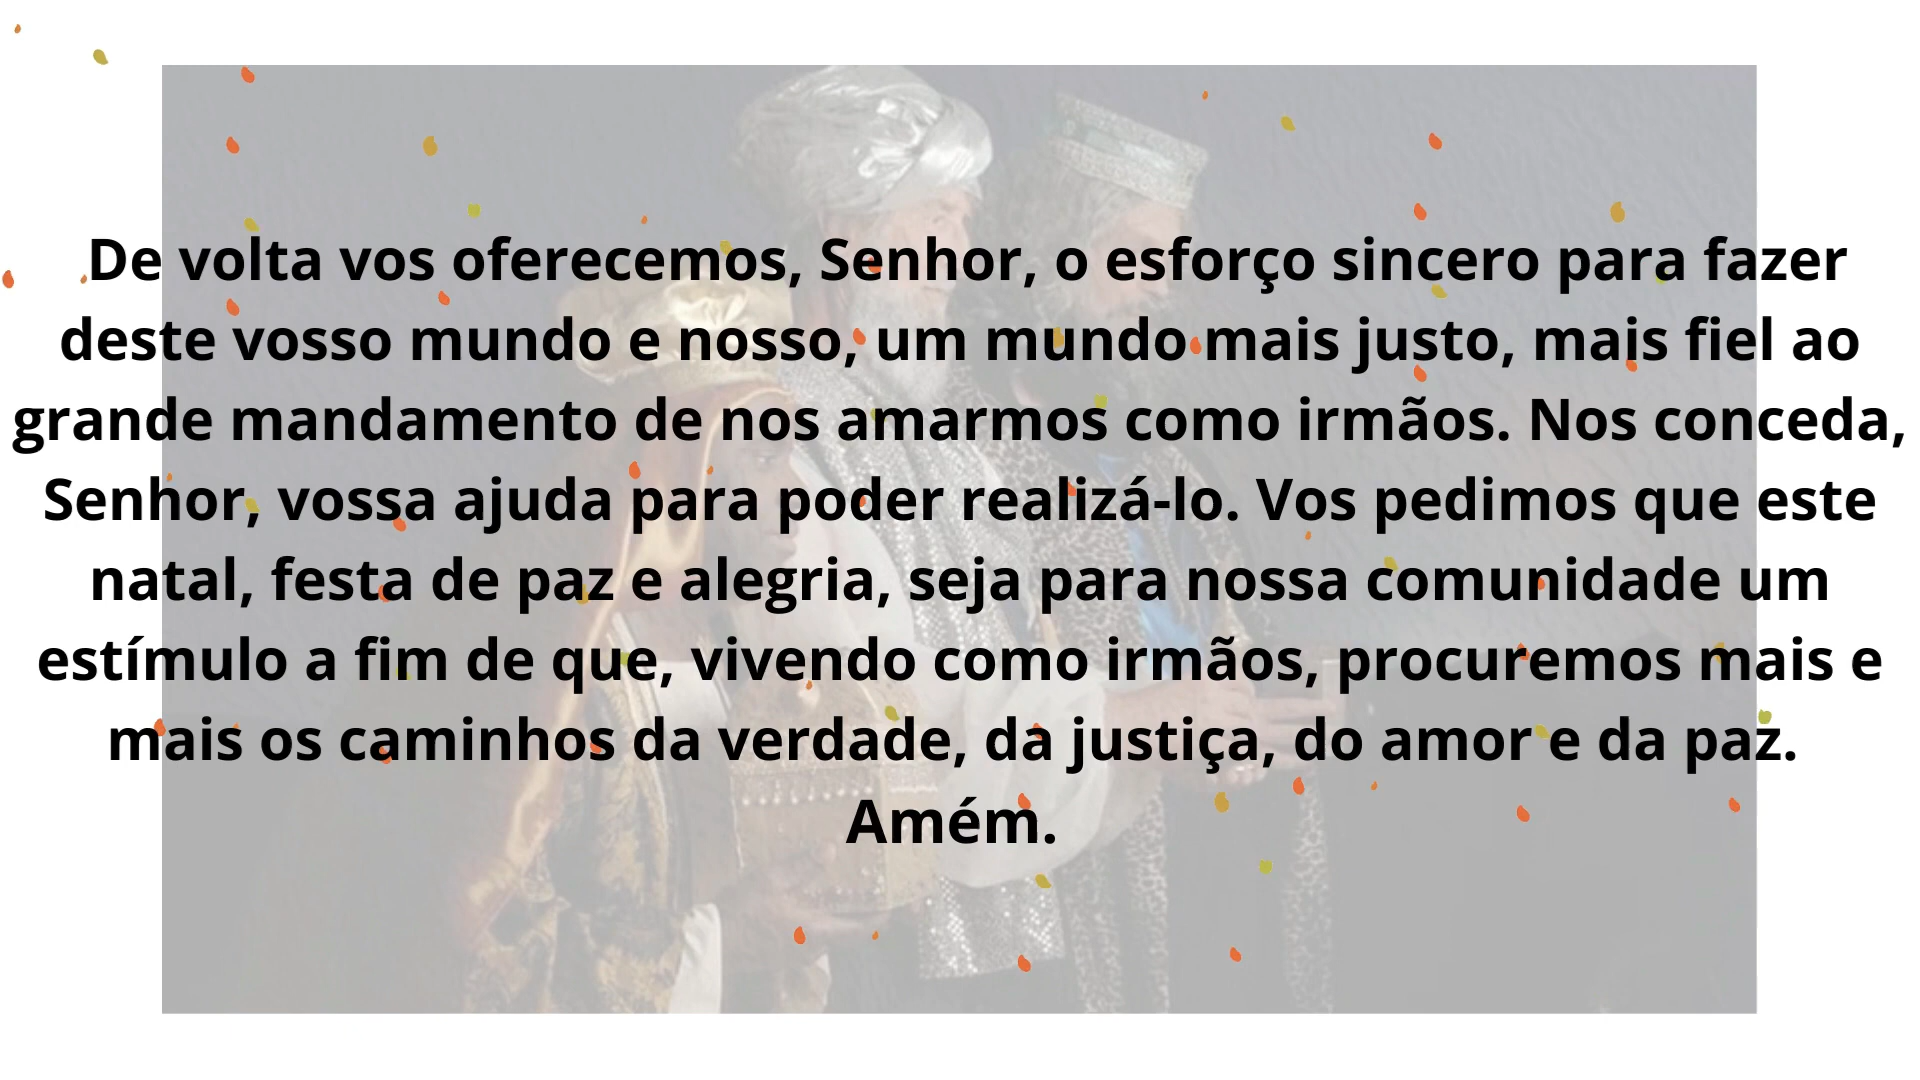 De volta vos oferecemos, Senhor, o esforço sincero para fazer
deste vosso mundo e nosso, um mundo mais justo, mais fiel ao
grande mandamento de nos amarmos como irmãos. Nos conceda,
Senhor, vossa ajuda para poder realizá-lo. Vos pedimos que este
natal, festa de paz e alegria, seja para nossa comunidade um
estímulo a fim de que, vivendo como irmãos, procuremos mais e
mais os caminhos da verdade, da justiça, do amor e da paz.
Amém.